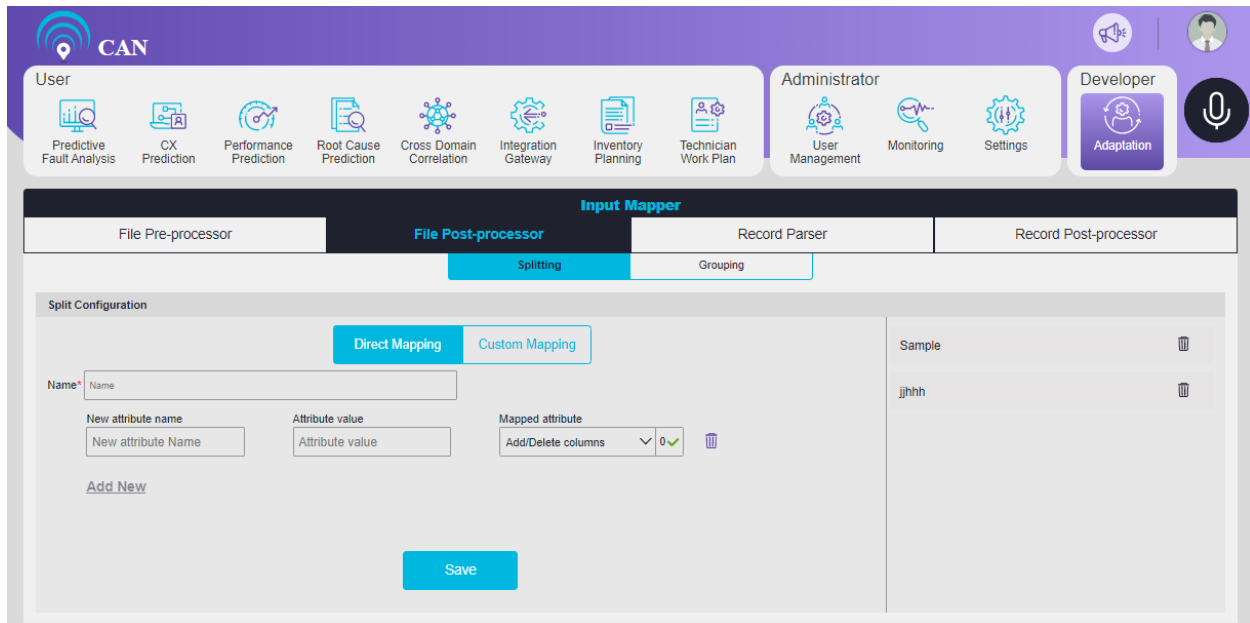 CAN
User
Administrator
Developer
Predictive
Fault Analysis
CX
Prediction
Performance
Prediction
Root Cause
Prediction
Cross Domain
Correlation
Integration
Gateway
Inventory
Planning
Technician
Work Plan
User
Management
Monitoring
Settings
Adaptation
Input Mapper
File Pre-processor
File Post-processor
Record Parser
Record Post-processor
Splitting
Grouping
Split Configuration
Direct Mapping
Custom Mapping
Sample
Name* Name
jjhhh
New attribute name
Attribute value
Mapped attribute
New attribute Name
Attribute value
Add/Delete columns
0
Add New
Save